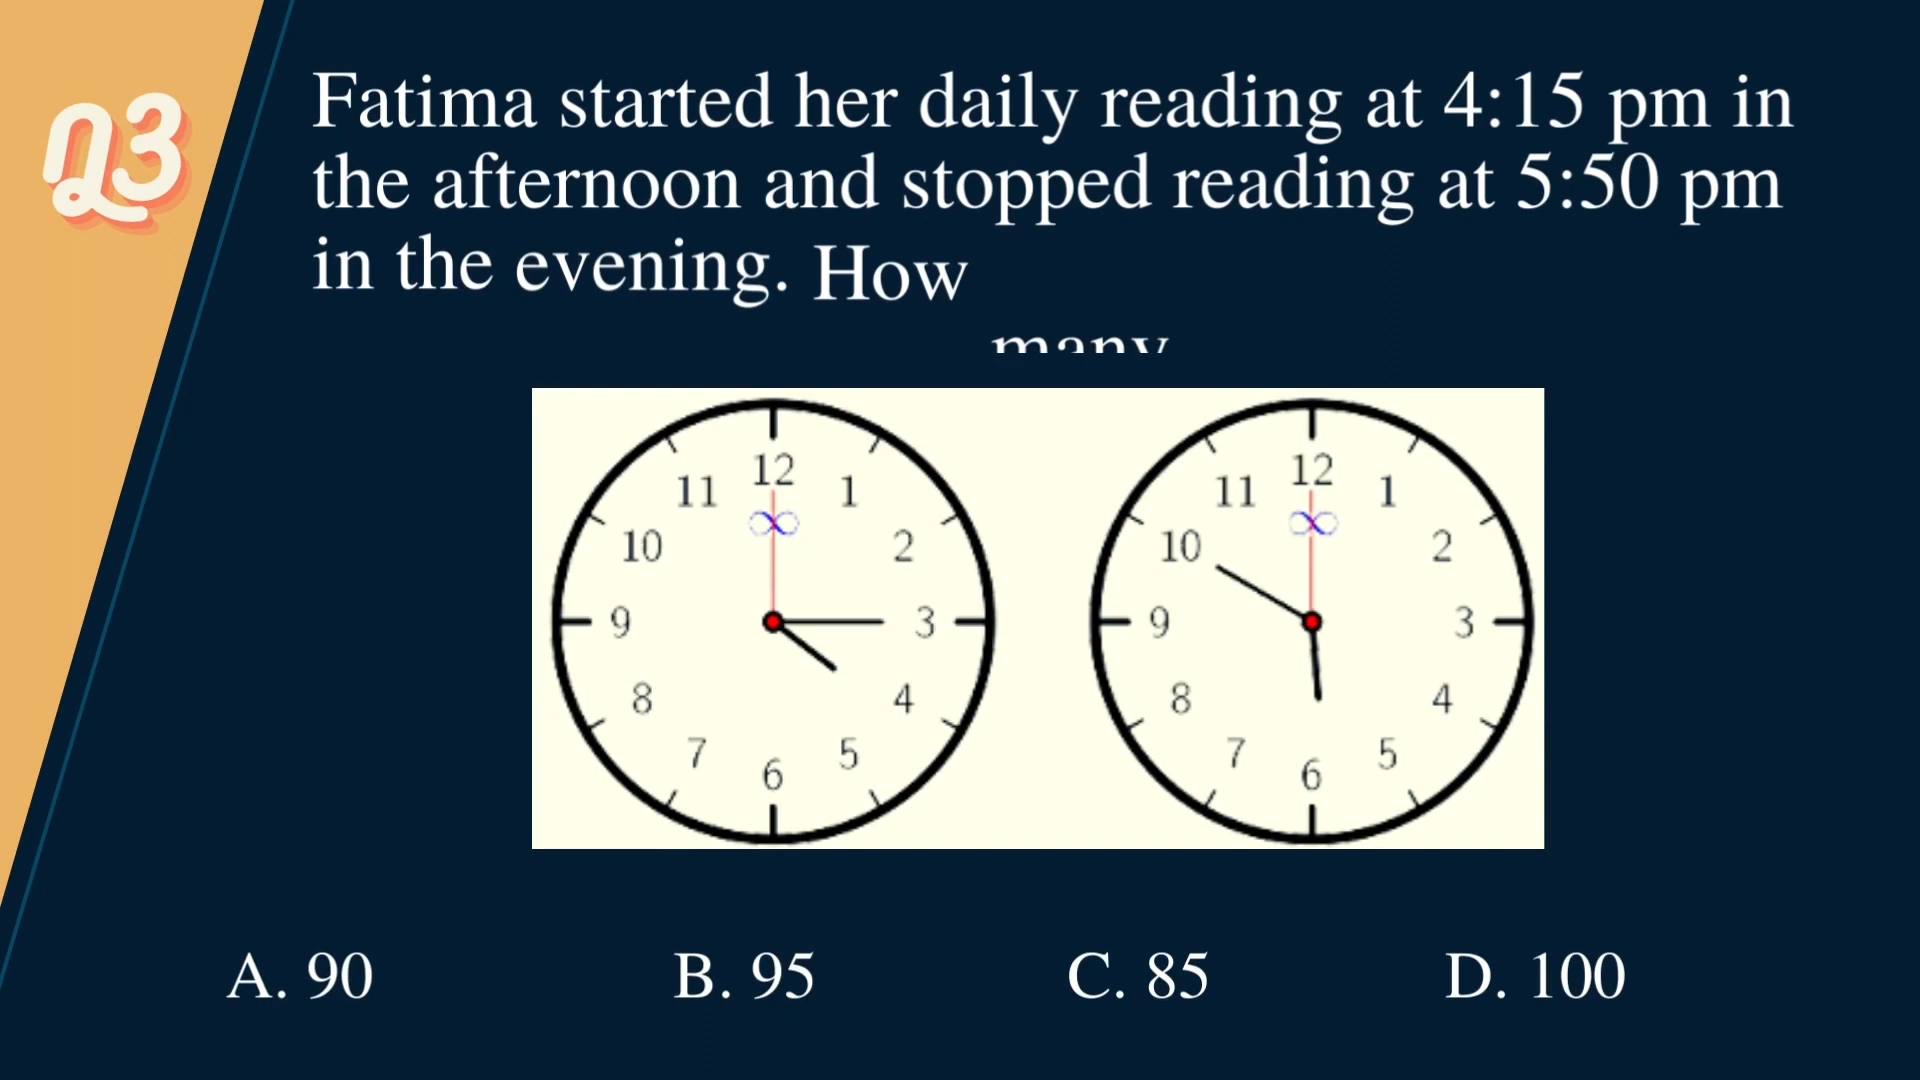 Q3
Fatima started her daily reading at 4:15 pm in
the afternoon and stopped reading at 5:50 pm
in the evening. How
many
12
11 1
∞
10 2
9 3
8 4
7 5
6
12
11 1
∞
10 2
9 3
8 4
7 5
6
A. 90 B. 95 C. 85 D. 100